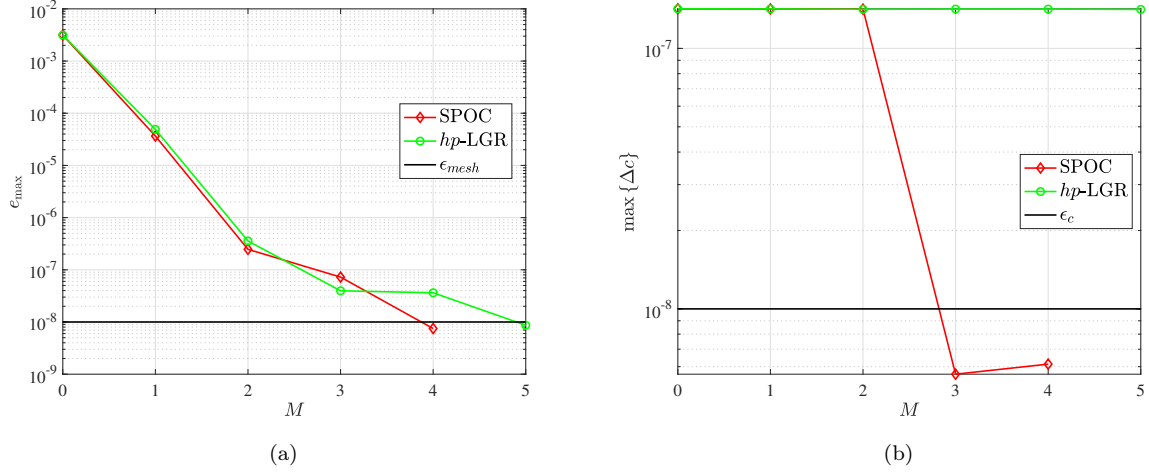 10^-2
10^-3
10^-4
10^-5
10^-6
10^-7
10^-8
10^-9
e_max
0 1 2 3 4 5
M
SPOC
hp-LGR
ϵ_mesh
(a)
10^-7
10^-8
max {Δc}
0 1 2 3 4 5
M
SPOC
hp-LGR
ϵ_c
(b)